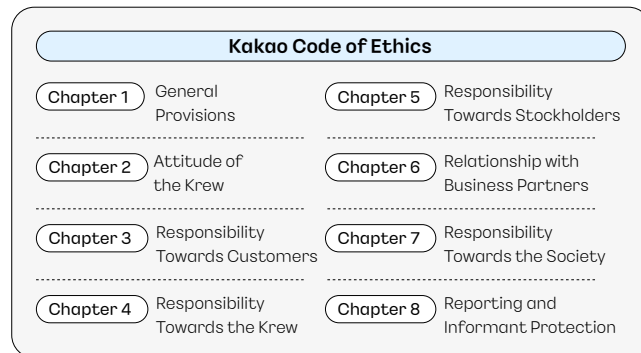 Kakao Code of Ethics
Chapter 1
General
Provisions
Chapter 2
Attitude of
the Krew
Chapter 3
Responsibility
Towards Customers
Chapter 4
Responsibility
Towards the Krew
Chapter 5
Responsibility
Towards Stockholders
Chapter 6
Relationship with
Business Partners
Chapter 7
Responsibility
Towards the Society
Chapter 8
Reporting and
Informant Protection